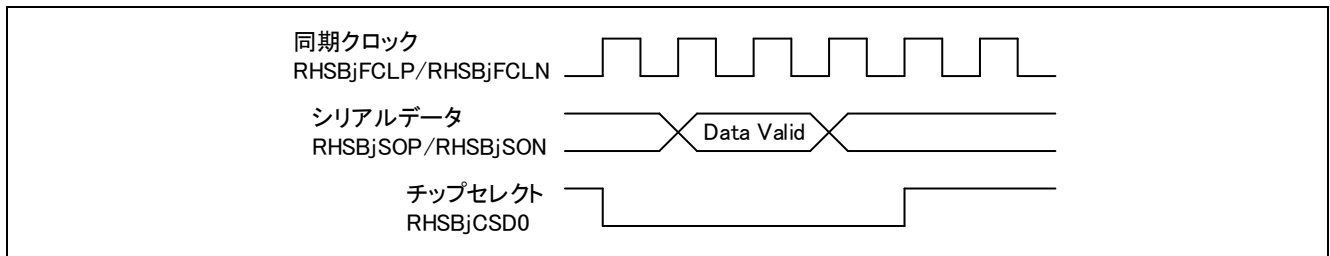 同期クロック
RHSBjFCLP/RHSBjFCLN
シリアルデータ
RHSBjSOP/RHSBjSON
Data Valid
チップセレクト
RHSBjCSD0